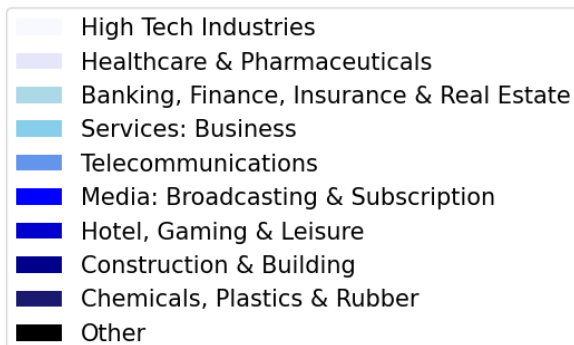 High Tech Industries
Healthcare & Pharmaceuticals
Banking, Finance, Insurance & Real Estate
Services: Business
Telecommunications
Media: Broadcasting & Subscription
Hotel, Gaming & Leisure
Construction & Building
Chemicals, Plastics & Rubber
Other